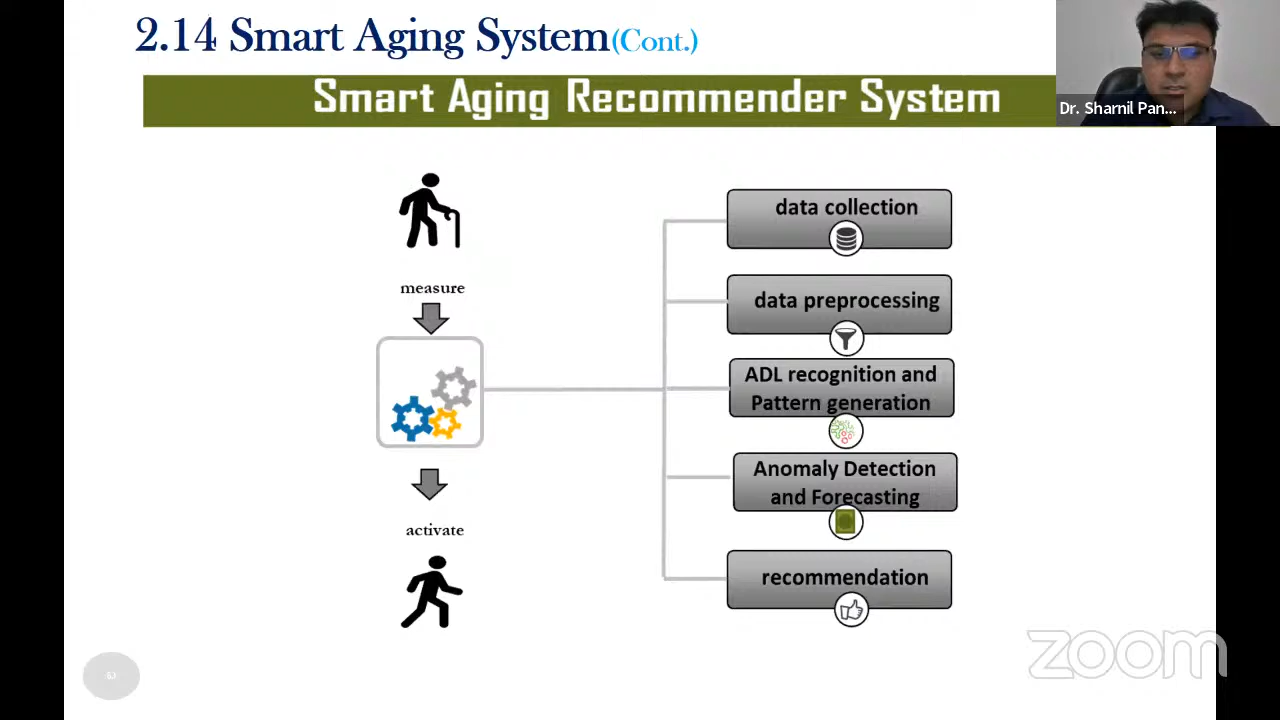 2.14 Smart Aging System(Cont.)
Smart Aging Recommender System
Dr. Sharnil Pan...
measure
activate
data collection
data preprocessing
ADL recognition and
Pattern generation
Anomaly Detection
and Forecasting
recommendation
zoom